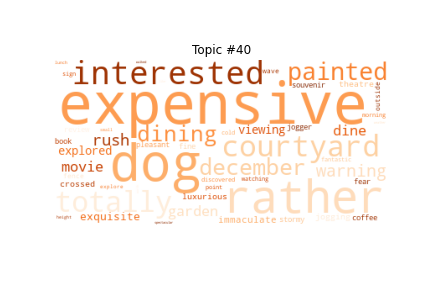 Topic #40
wave
sign
interested
painted
souvenir
theatre
outside
expensive
morning
book
rush
dining
cold
viewing
jogger
dine
explored
pleasant
fine
courtyard
movie
dog
december
fantastic
warning
crossed
explore
discovered
watching
point
fear
totally
luxurious
rather
garden
height
exquisite
immaculate
stormy
coffee